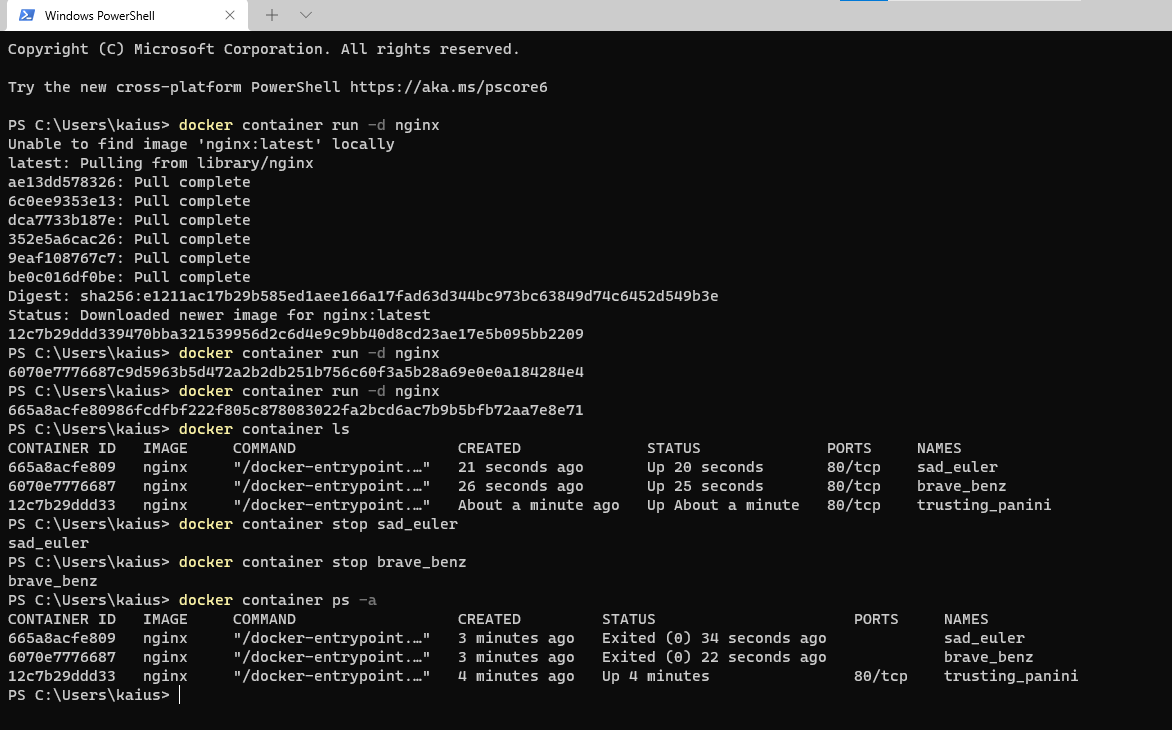 Windows PowerShell
Copyright (C) Microsoft Corporation. All rights reserved.
Try the new cross-platform PowerShell https://aka.ms/pscore6
PS C:\Users\kaius> docker container run -d nginx
Unable to find image 'nginx:latest' locally
latest: Pulling from library/nginx
ae13dd578326: Pull complete
6c0ee9353e13: Pull complete
dca7733b187e: Pull complete
352e5a6cac26: Pull complete
9eaf108767c7: Pull complete
be0c016df0be: Pull complete
Digest: sha256:e1211ac17b29b585ed1aee166a17fad63d344bc973bc63849d74c6452d549b3e
Status: Downloaded newer image for nginx:latest
12c7b29ddd339470bba321539956d2c6d4e9c9bb40d8cd23ae17e5b095bb2209
PS C:\Users\kaius> docker container run -d nginx
6070e7776687c9d5963b5d472a2b2db251b756c60f3a5b28a69e0e0a184284e4
PS C:\Users\kaius> docker container run -d nginx
665a8acfe80986fcdfbf222f805c878083022fa2bcd6ac7b9b5bfb72aa7e8e71
PS C:\Users\kaius> docker container ls
CONTAINER ID   IMAGE     COMMAND                  CREATED              STATUS              PORTS     NAMES
665a8acfe809   nginx     "/docker-entrypoint.…"   21 seconds ago       Up 20 seconds       80/tcp    sad_euler
6070e7776687   nginx     "/docker-entrypoint.…"   26 seconds ago       Up 25 seconds       80/tcp    brave_benz
12c7b29ddd33   nginx     "/docker-entrypoint.…"   About a minute ago   Up About a minute   80/tcp    trusting_panini
PS C:\Users\kaius> docker container stop sad_euler
sad_euler
PS C:\Users\kaius> docker container stop brave_benz
brave_benz
PS C:\Users\kaius> docker container ps -a
CONTAINER ID   IMAGE     COMMAND                  CREATED         STATUS                      PORTS     NAMES
665a8acfe809   nginx     "/docker-entrypoint.…"   3 minutes ago   Exited (0) 34 seconds ago             sad_euler
6070e7776687   nginx     "/docker-entrypoint.…"   3 minutes ago   Exited (0) 22 seconds ago             brave_benz
12c7b29ddd33   nginx     "/docker-entrypoint.…"   4 minutes ago   Up 4 minutes                80/tcp    trusting_panini
PS C:\Users\kaius>